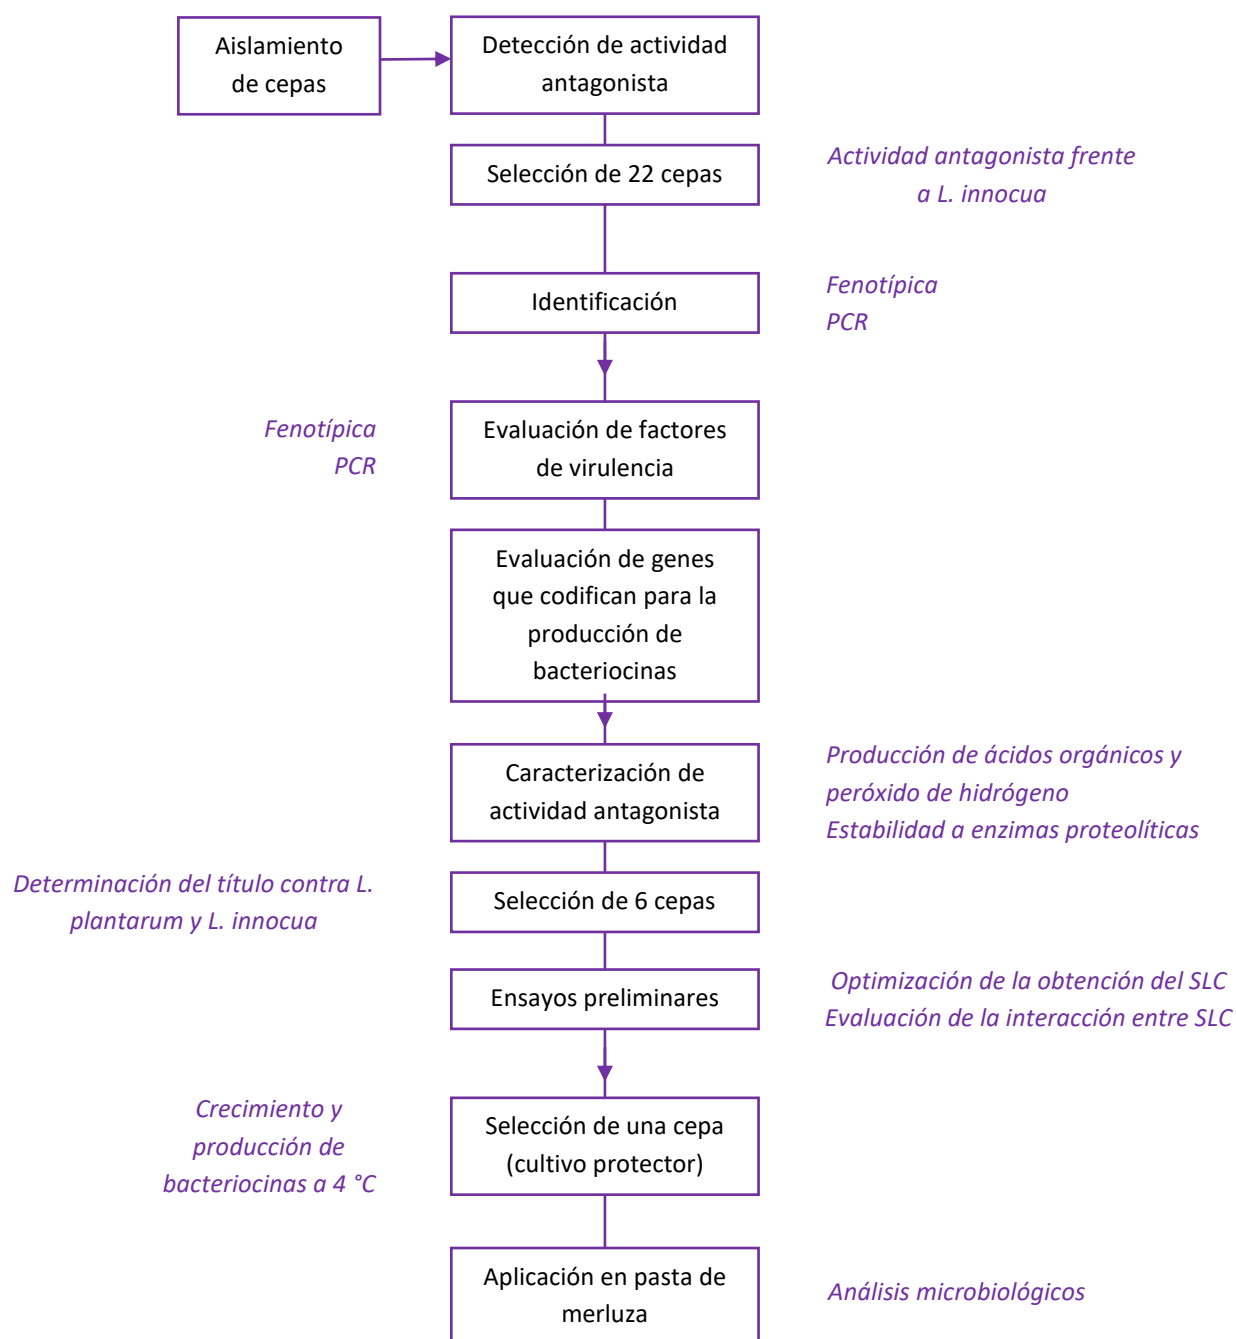 Aislamiento
de cepas
Detección de actividad
antagonista
Selección de 22 cepas
Actividad antagonista frente
a L. innocua
Identificación
Fenotípica
PCR
Fenotípica
PCR
Evaluación de factores
de virulencia
Evaluación de genes
que codifican para la
producción de
bacteriocinas
Caracterización de
actividad antagonista
Producción de ácidos orgánicos y
peróxido de hidrógeno
Estabilidad a enzimas proteolíticas
Determinación del título contra L.
plantarum y L. innocua
Selección de 6 cepas
Ensayos preliminares
Optimización de la obtención del SLC
Evaluación de la interacción entre SLC
Crecimiento y
producción de
bacteriocinas a 4 °C
Selección de una cepa
(cultivo protector)
Aplicación en pasta de
merluza
Análisis microbiológicos